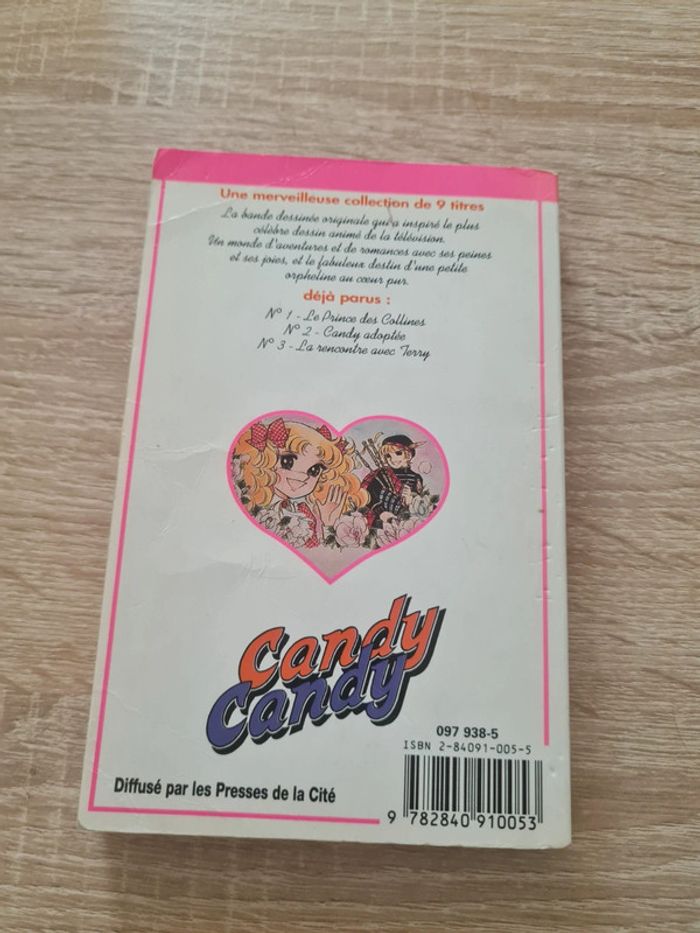 Une merveilleuse collection de 9 titres
La bande dessinée originale qui a inspiré le plus
célèbre dessin animé de la télévision.
Un monde d'aventures et de romances avec ses peines
et ses joies, et le fabuleux destin d'une petite
orpheline au cœur pur.
déjà parus :
N° 1 - Le Prince des Collines
N° 2 - Candy adoptée
N° 3 - La rencontre avec Terry
Candy
Candy
097 938-5
ISBN 2-84091-005-5
Diffusé par les Presses de la Cité
9 782840 910053